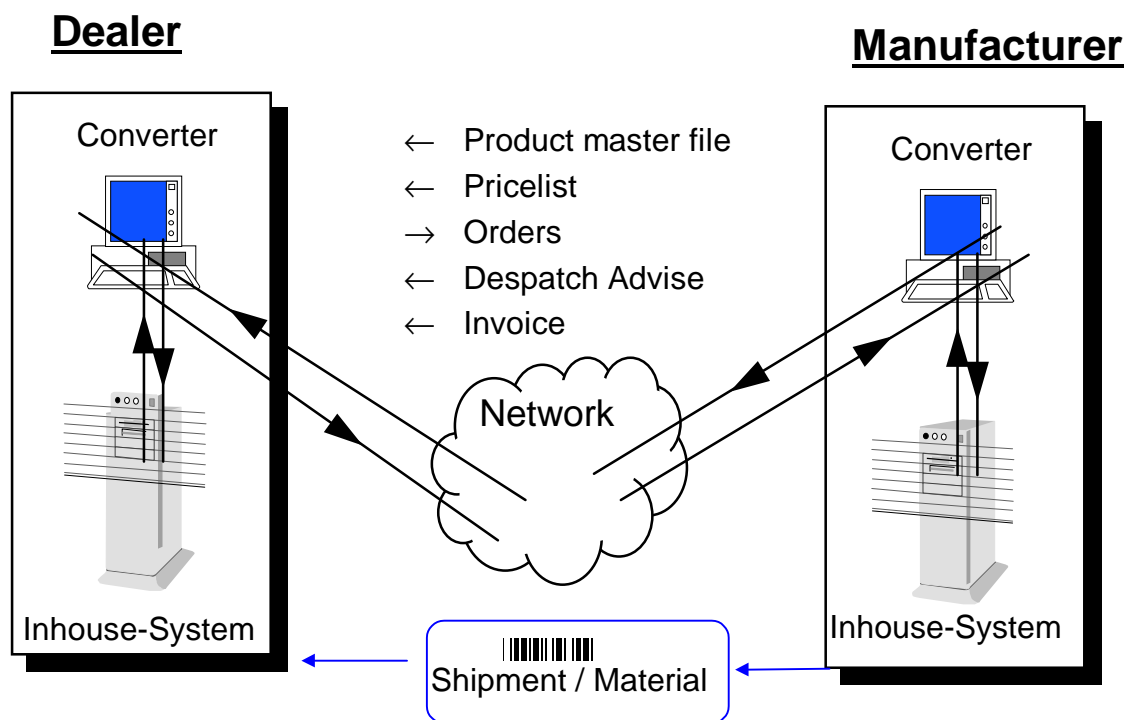 Dealer
Manufacturer
Converter
← Product master file
← Pricelist
→ Orders
← Despatch Advise
← Invoice
Converter
Network
Inhouse-System
Inhouse-System
Shipment / Material